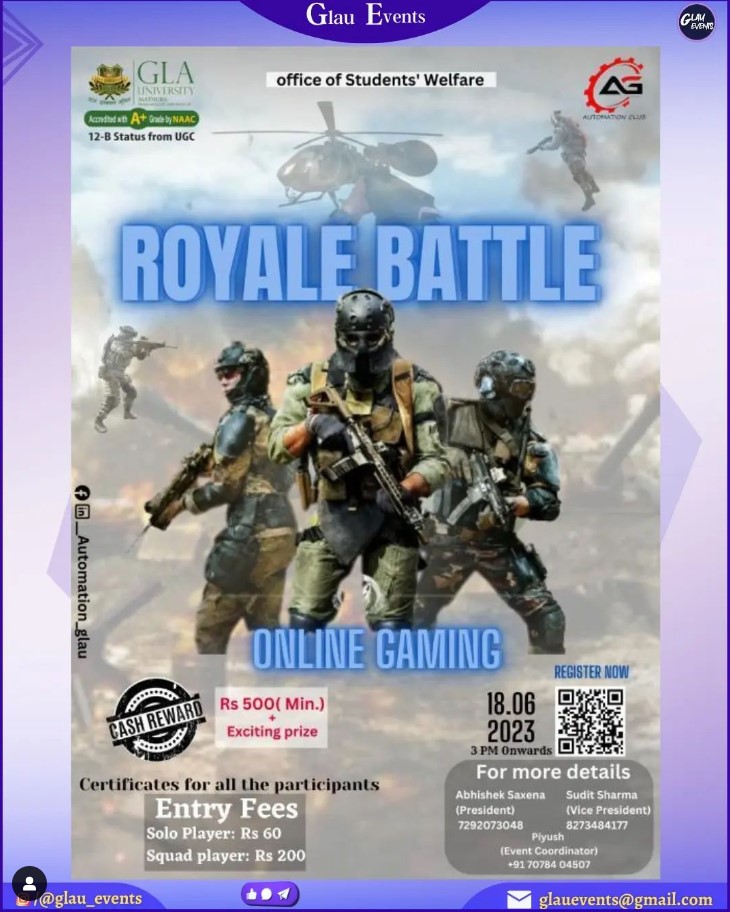 Glau Events
GLAU
EVENTS
GLA
UNIVERSITY
MATHURA
Accredited with A+ Grade by NAAC
12-B Status from UGC
office of Students' Welfare
AG
AUTOMATION CLUB
ROYALE BATTLE
_Automation_glau
ONLINE GAMING
REGISTER NOW
CASH REWARD
Rs 500( Min.)
+
Exciting prize
18.06
2023
3 PM Onwards
Certificates for all the participants
Entry Fees
Solo Player: Rs 60
Squad player: Rs 200
For more details
Abhishek Saxena
(President)
7292073048
Sudit Sharma
(Vice President)
8273484177
Piyush
(Event Coordinator)
+91 70784 04507
/@glau_events
glauevents@gmail.com